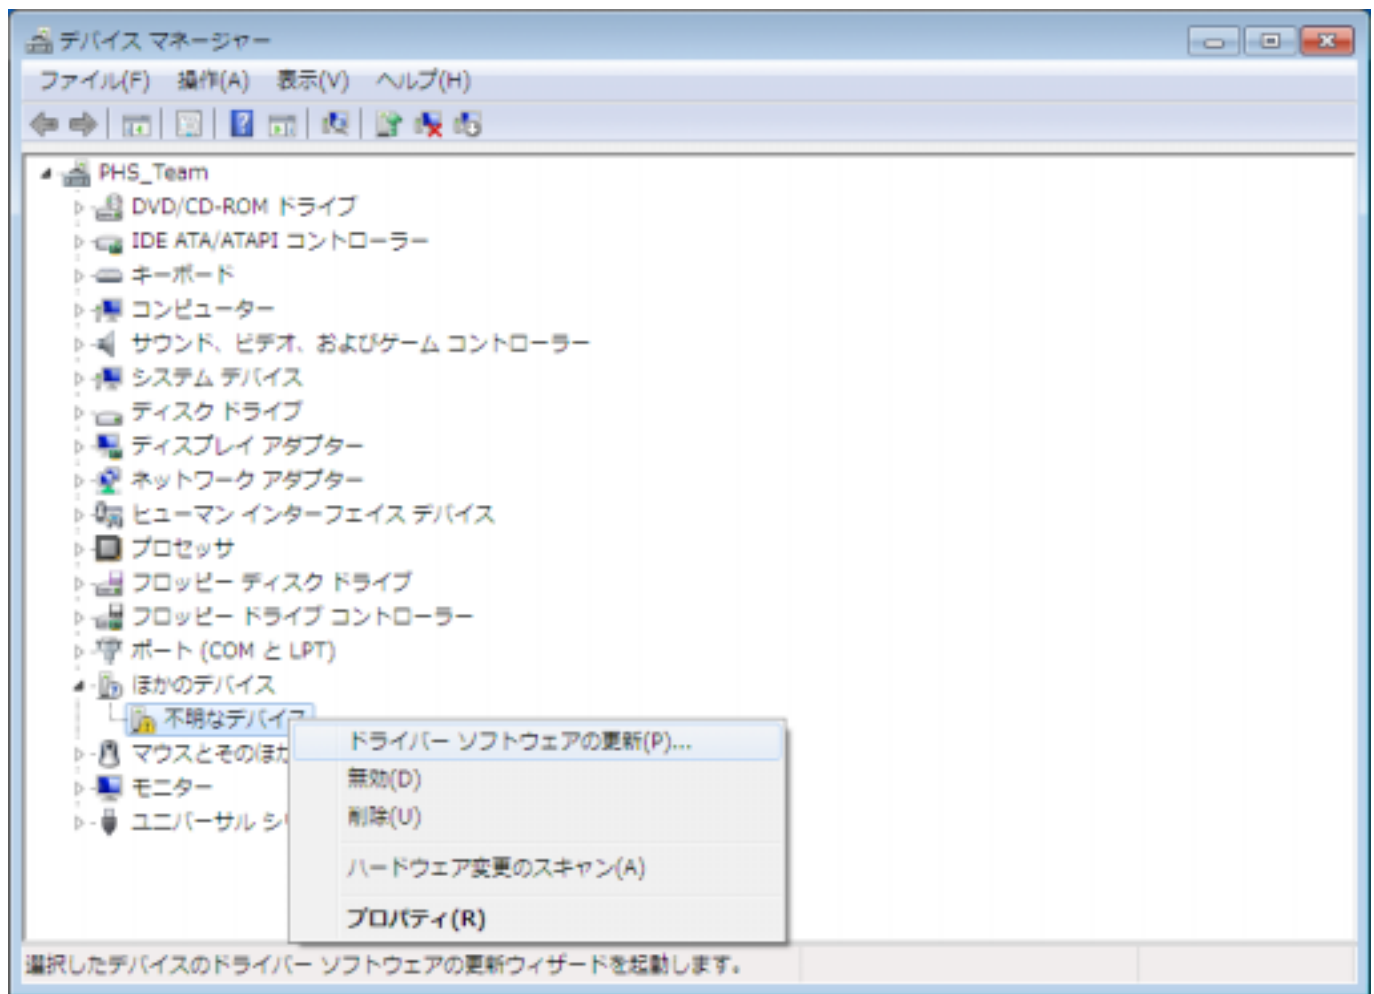 デバイス マネージャー
ファイル(F) 操作(A) 表示(V) ヘルプ(H)
PHS_Team
DVD/CD-ROM ドライブ
IDE ATA/ATAPI コントローラー
キーボード
コンピューター
サウンド、ビデオ、およびゲーム コントローラー
システム デバイス
ディスク ドライブ
ディスプレイ アダプター
ネットワーク アダプター
ヒューマン インターフェイス デバイス
プロセッサ
フロッピー ディスク ドライブ
フロッピー ドライブ コントローラー
ポート (COM と LPT)
ほかのデバイス
不明なデバイス
マウスとそのほか
モニター
ユニバーサル シリ
ドライバー ソフトウェアの更新(P)...
無効(D)
削除(U)
ハードウェア変更のスキャン(A)
プロパティ(R)
選択したデバイスのドライバー ソフトウェアの更新ウィザードを起動します。